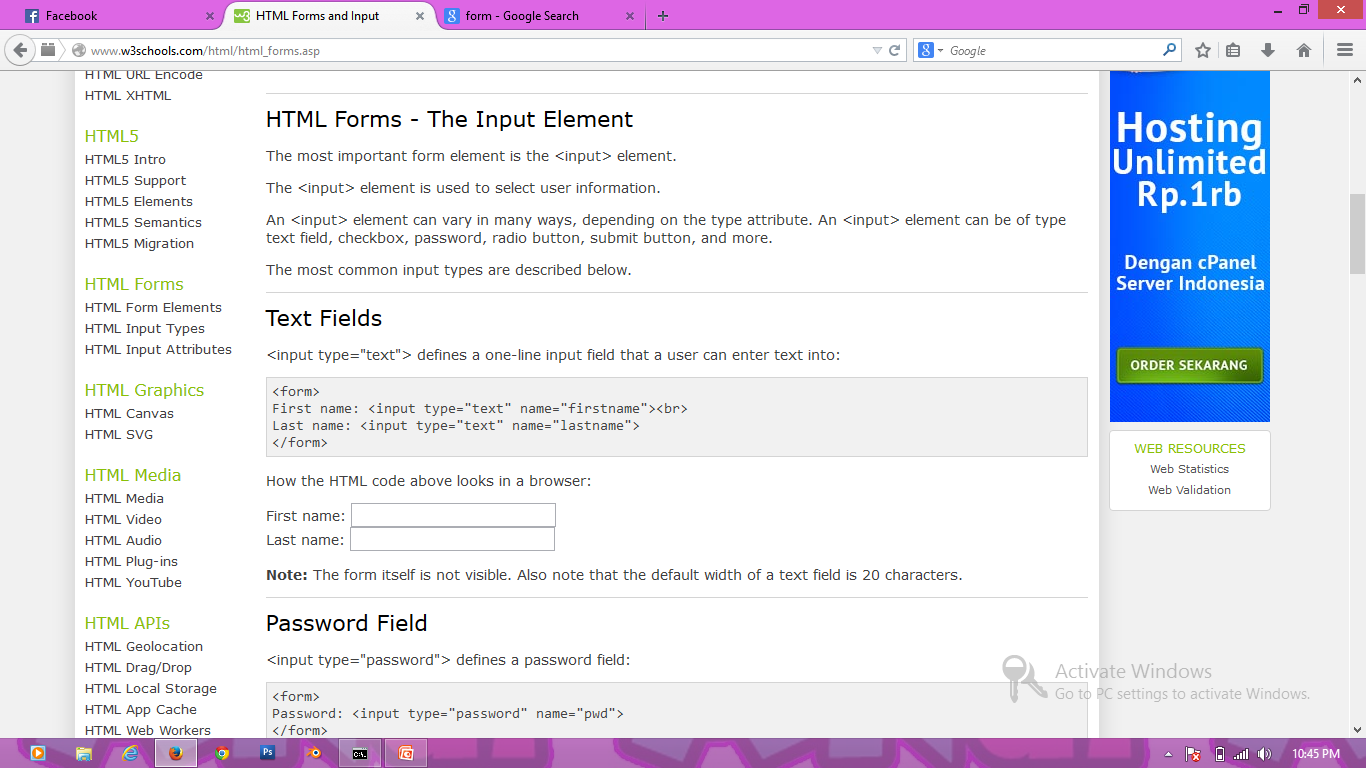 Facebook
HTML Forms and Input
form - Google Search
www.w3schools.com/html/html_forms.asp
Google
HTML URL Encode
HTML XHTML
HTML5
HTML5 Intro
HTML5 Support
HTML5 Elements
HTML5 Semantics
HTML5 Migration
HTML Forms
HTML Form Elements
HTML Input Types
HTML Input Attributes
HTML Graphics
HTML Canvas
HTML SVG
HTML Media
HTML Media
HTML Video
HTML Audio
HTML Plug-ins
HTML YouTube
HTML APIs
HTML Geolocation
HTML Drag/Drop
HTML Local Storage
HTML App Cache
HTML Web Workers
HTML Forms - The Input Element
The most important form element is the <input> element.
The <input> element is used to select user information.
An <input> element can vary in many ways, depending on the type attribute. An <input> element can be of type
text field, checkbox, password, radio button, submit button, and more.
The most common input types are described below.
Text Fields
<input type="text"> defines a one-line input field that a user can enter text into:
<form>
First name: <input type="text" name="firstname"><br>
Last name: <input type="text" name="lastname">
</form>
How the HTML code above looks in a browser:
First name:
Last name:
Note: The form itself is not visible. Also note that the default width of a text field is 20 characters.
Password Field
<input type="password"> defines a password field:
<form>
Password: <input type="password" name="pwd">
</form>
Hosting
Unlimited
Rp.1rb
Dengan cPanel
Server Indonesia
ORDER SEKARANG
WEB RESOURCES
Web Statistics
Web Validation
Activate Windows
Go to PC settings to activate Windows.
10:45 PM